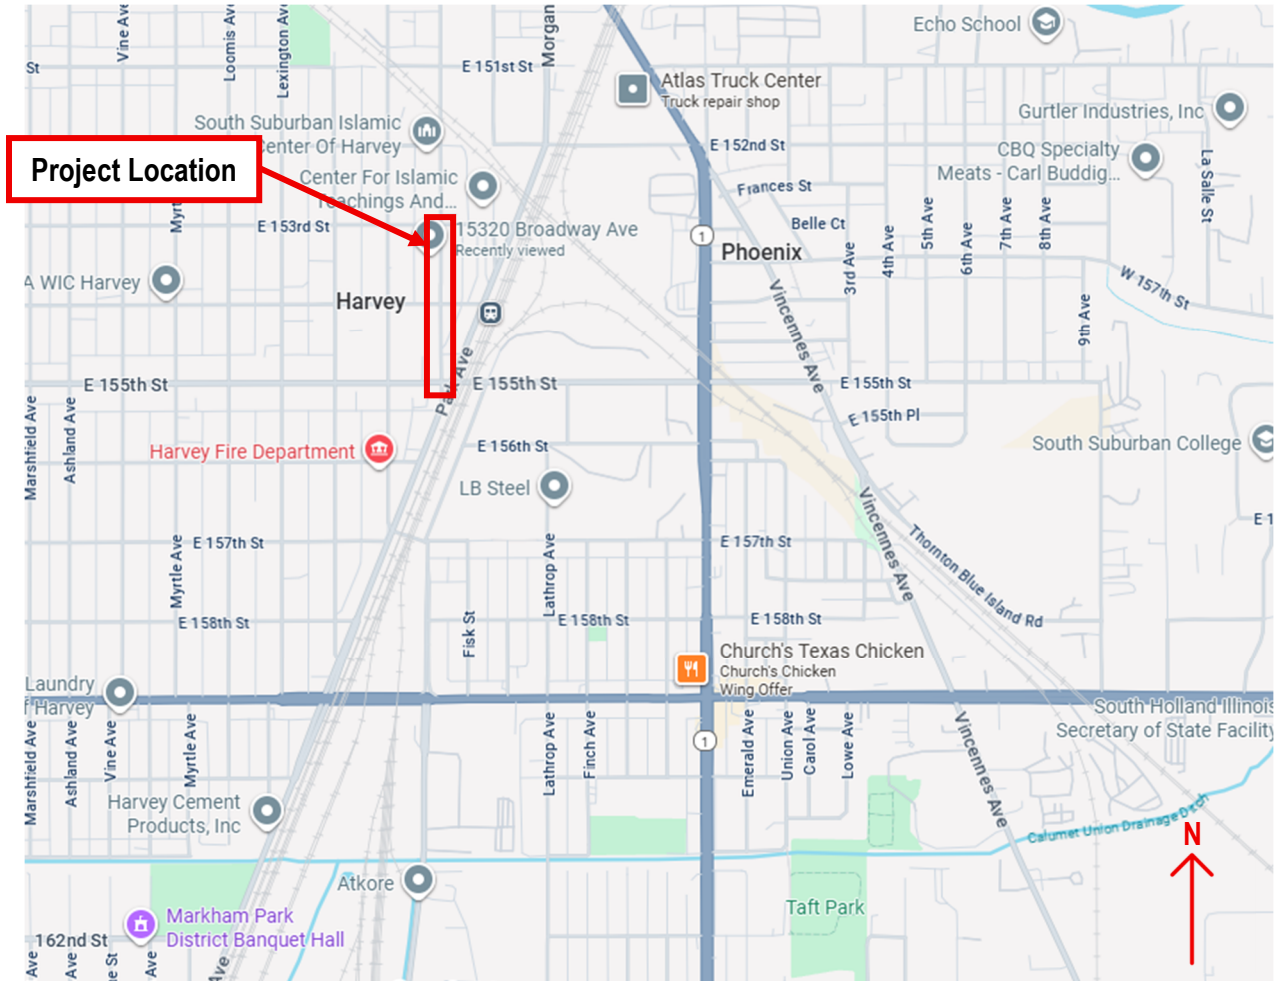 Vine Ave
Loomis Av
Lexington Av
Morgan
Echo School
St
E 151st St
Atlas Truck Center
Truck repair shop
Gurtler Industries, Inc
South Suburban Islamic
enter Of Harvey
E 152nd St
CBQ Specialty
Meats - Carl Buddig...
La Salle St
Project Location
Center For Islamic
Teachings And...
Frances St
Myrt
E 153rd St
15320 Broadway Ave
Recently viewed
Belle Ct
1
Phoenix
3rd Ave
4th Ave
5th Ave
6th Ave
7th Ave
8th Ave
W 157th St
A WIC Harvey
Harvey
Vincennes Ave
9th Ave
Park Ave
E 155th St
E 155th St
E 155th St
E 155th Pl
Marshfield Ave
Ashland Ave
Harvey Fire Department
E 156th St
LB Steel
South Suburban College
Vincennes Ave
E 1
E 157th St
E 157th St
Thornton Blue Island Rd
Myrtle Ave
Lathrop Ave
E 158th St
Fisk St
E 158th St
E 158th St
Church's Texas Chicken
Church's Chicken
Wing Offer
Laundry
f Harvey
South Holland Illinois
Secretary of State Facility
Marshfield Ave
Ashland Ave
Vine Ave
Myrtle Ave
Lathrop Ave
Finch Ave
1
Emerald Ave
Union Ave
Carol Ave
Lowe Ave
Vincennes Ave
Harvey Cement
Products, Inc
Calumet Union Drainage Ditch
N
Atkore
Taft Park
Markham Park
District Banquet Hall
162nd St
Ave
Ave
ne St
Ave
Ave